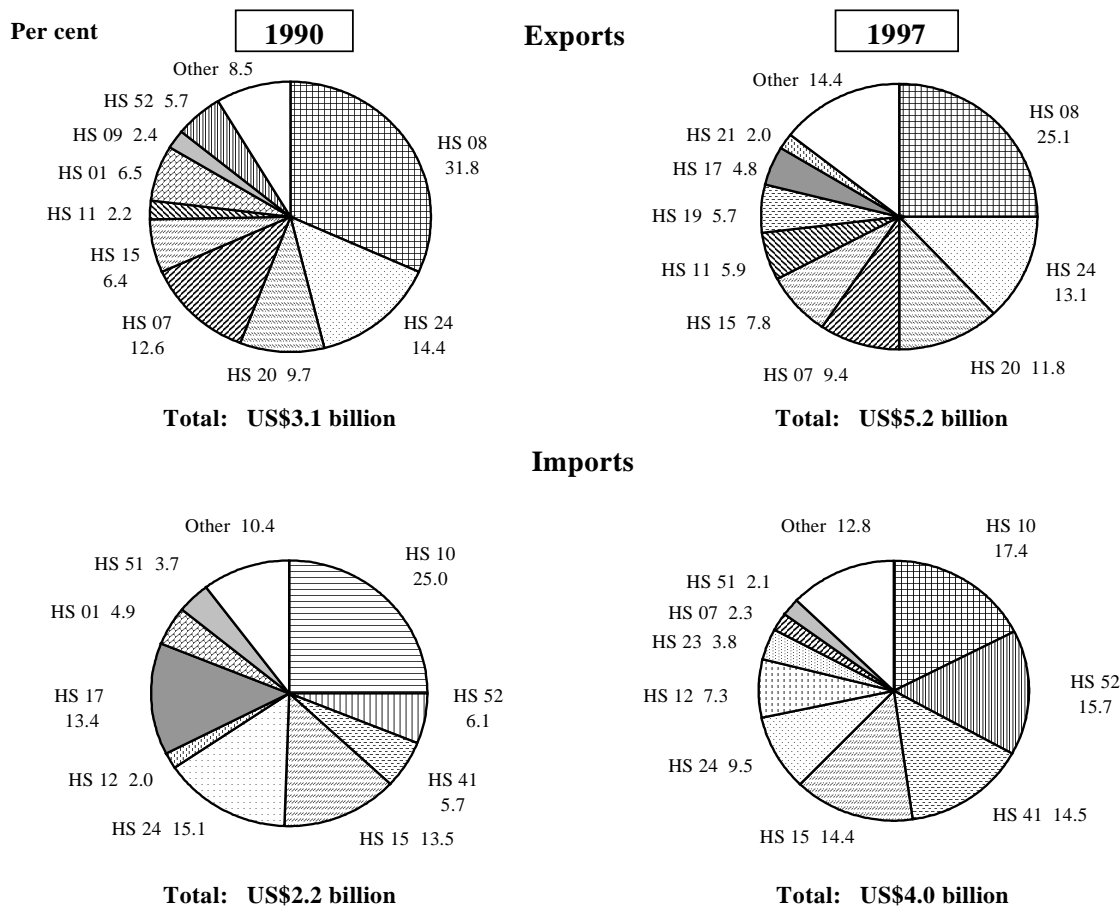 Per cent
1990
Exports
1997
Other 8.5
HS 52 5.7
HS 09 2.4
HS 01 6.5
HS 11 2.2
HS 15
6.4
HS 07
12.6
HS 20 9.7
HS 24
14.4
HS 08
31.8
Total: US$3.1 billion
Other 14.4
HS 21 2.0
HS 17 4.8
HS 19 5.7
HS 11 5.9
HS 15 7.8
HS 07 9.4
HS 20 11.8
HS 24
13.1
HS 08
25.1
Total: US$5.2 billion
Imports
Other 10.4
HS 51 3.7
HS 01 4.9
HS 17
13.4
HS 12 2.0
HS 24 15.1
HS 15 13.5
HS 41
5.7
HS 52
6.1
HS 10
25.0
Total: US$2.2 billion
Other 12.8
HS 51 2.1
HS 07 2.3
HS 23 3.8
HS 12 7.3
HS 24 9.5
HS 15 14.4
HS 41 14.5
HS 52
15.7
HS 10
17.4
Total: US$4.0 billion